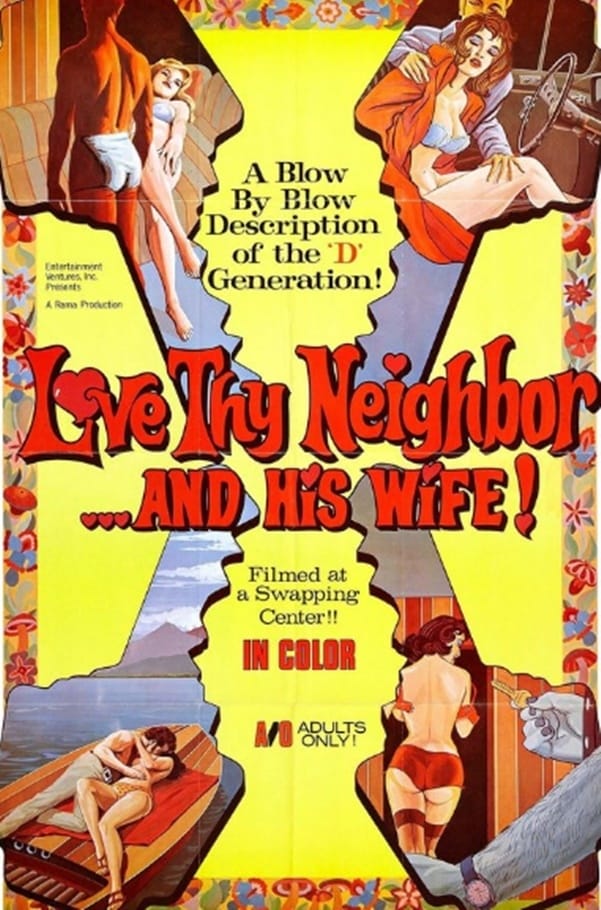 A Blow
By Blow
Description
of the 'D'
Generation!
Entertainment
Ventures, Inc.
Presents
A Rama Production
Love Thy Neighbor
...AND HiS WiFE!
Filmed at
a Swapping
Center!!
IN COLOR
A/O ADULTS
ONLY!